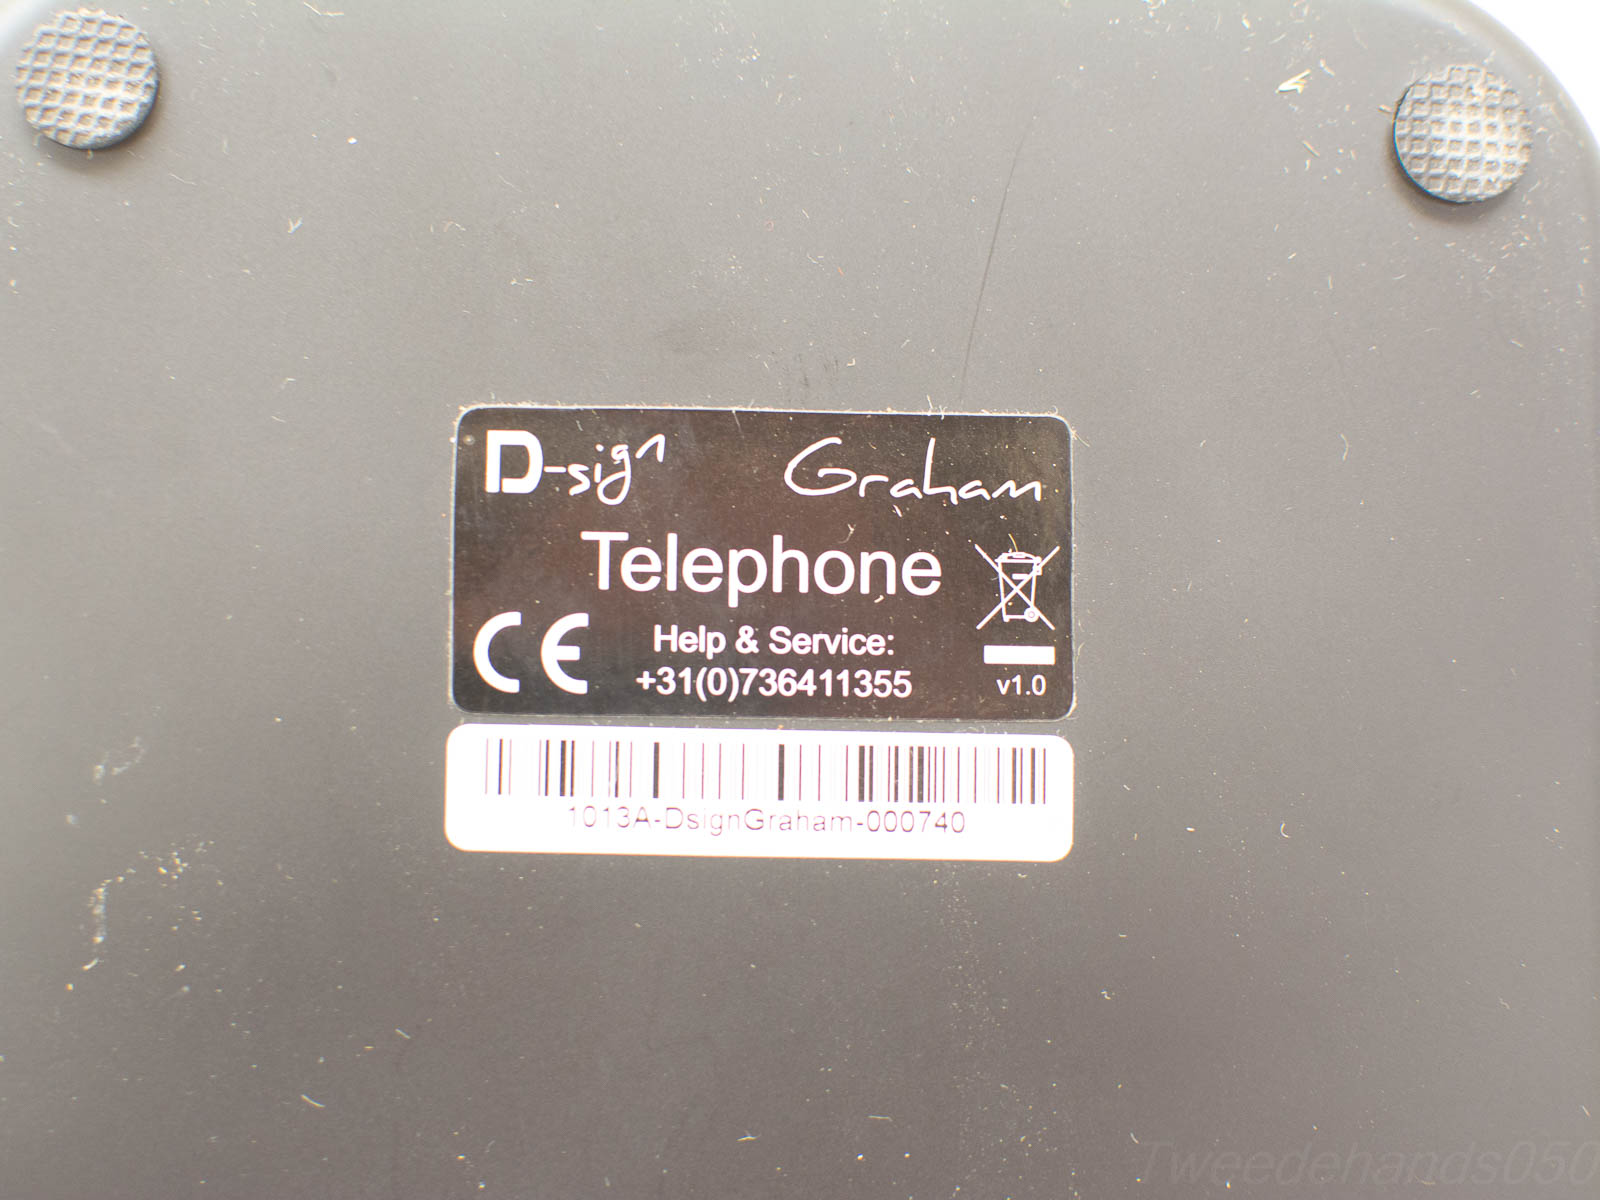 D-sign Graham
Telephone
CE Help & Service:
+31(0)736411355 v1.0
1013A-DsignGraham-000740
Tweedehands050